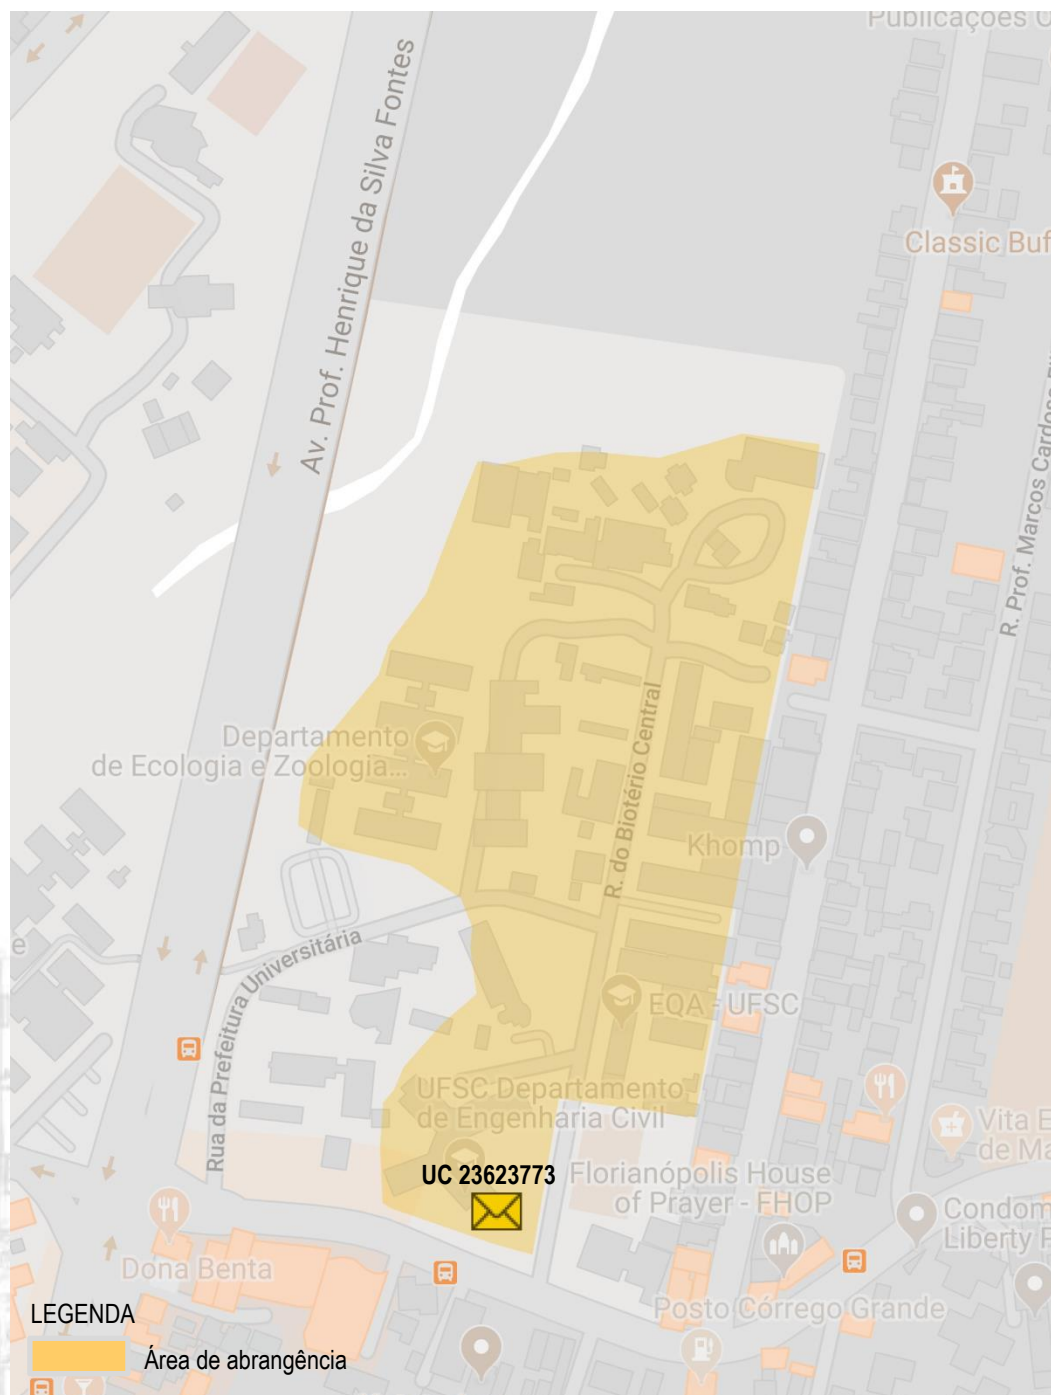 Publicações C
Av. Prof. Henrique da Silva Fontes
Classic Buf
R. Prof. Marcos Cardoso Fil
Departamento
de Ecologia e Zoologia...
R. do Biotério Central
Khomp
e
Rua da Prefeitura Universitária
EQA - UFSC
UFSC Departamento
de Engenharia Civil
Vita E
de Ma
UC 23623773
Florianópolis House
of Prayer - FHOP
Condom
Liberty P
Dona Benta
Posto Córrego Grande
LEGENDA
Área de abrangência